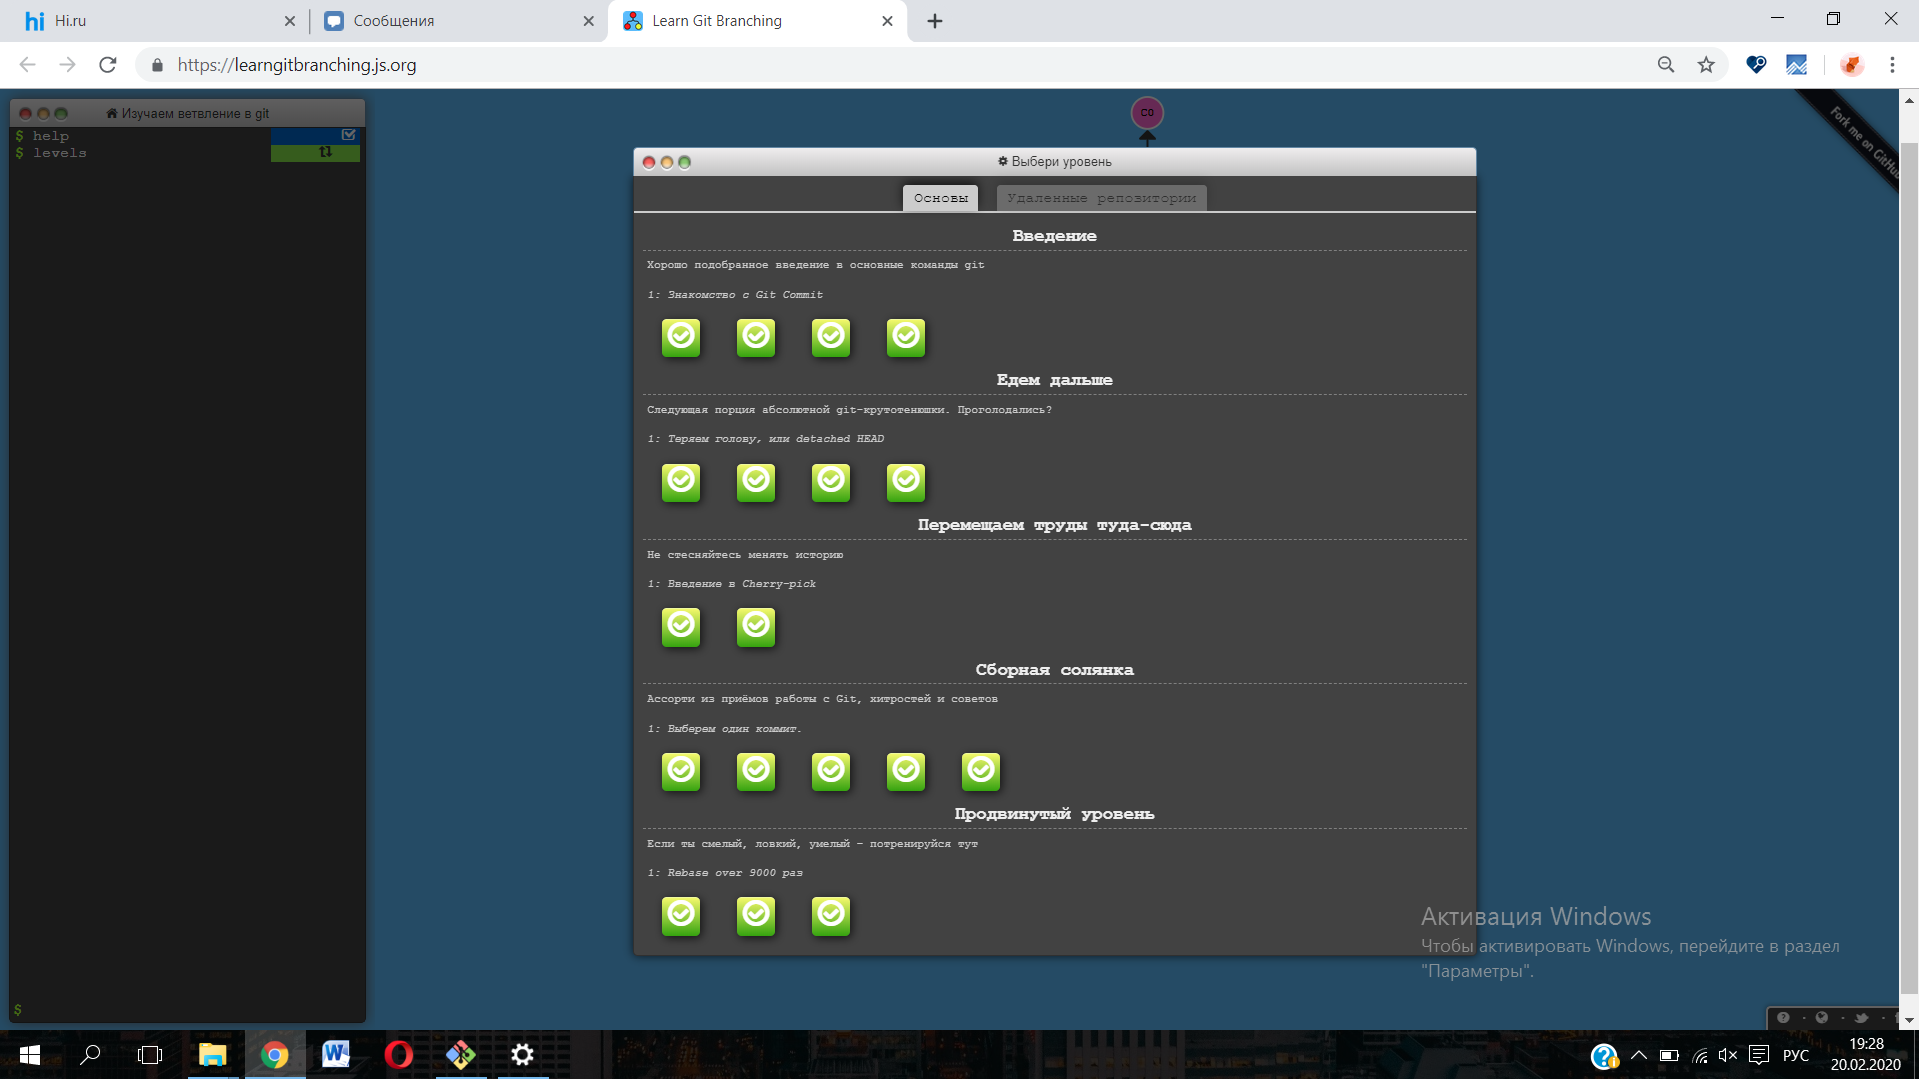 Hi.ru
Сообщения
Learn Git Branching
https://learngitbranching.js.org
Изучаем ветвление в git
$ help
$ levels
$
C0
Fork me on GitHub
Выбери уровень
Основы
Удаленные репозитории
Введение
Хорошо подобранное введение в основные команды git
1: Знакомство с Git Commit
Едем дальше
Следующая порция абсолютной git-крутотенюшки. Проголодались?
1: Теряем голову, или detached HEAD
Перемещаем труды туда-сюда
Не стесняйтесь менять историю
1: Введение в Cherry-pick
Сборная солянка
Ассорти из приёмов работы с Git, хитростей и советов
1: Выберем один коммит.
Продвинутый уровень
Если ты смелый, ловкий, умелый - потренируйся тут
1: Rebase over 9000 раз
Активация Windows
Чтобы активировать Windows, перейдите в раздел
"Параметры".
РУС
19:28
20.02.2020